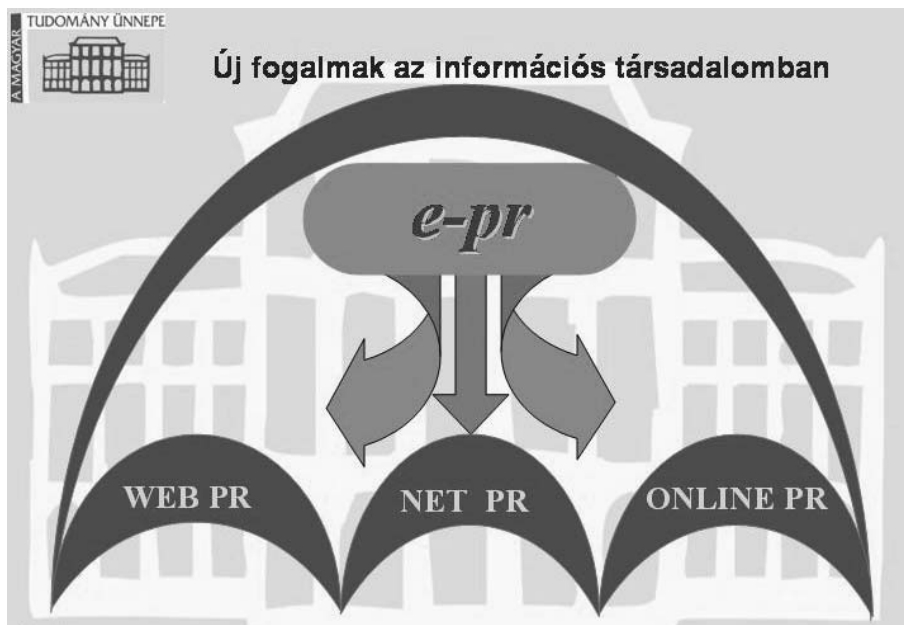 A MAGYAR
TUDOMÁNY ÜNNEPE
Új fogalmak az információs társadalomban
e-pr
WEB PR
NET PR
ONLINE PR